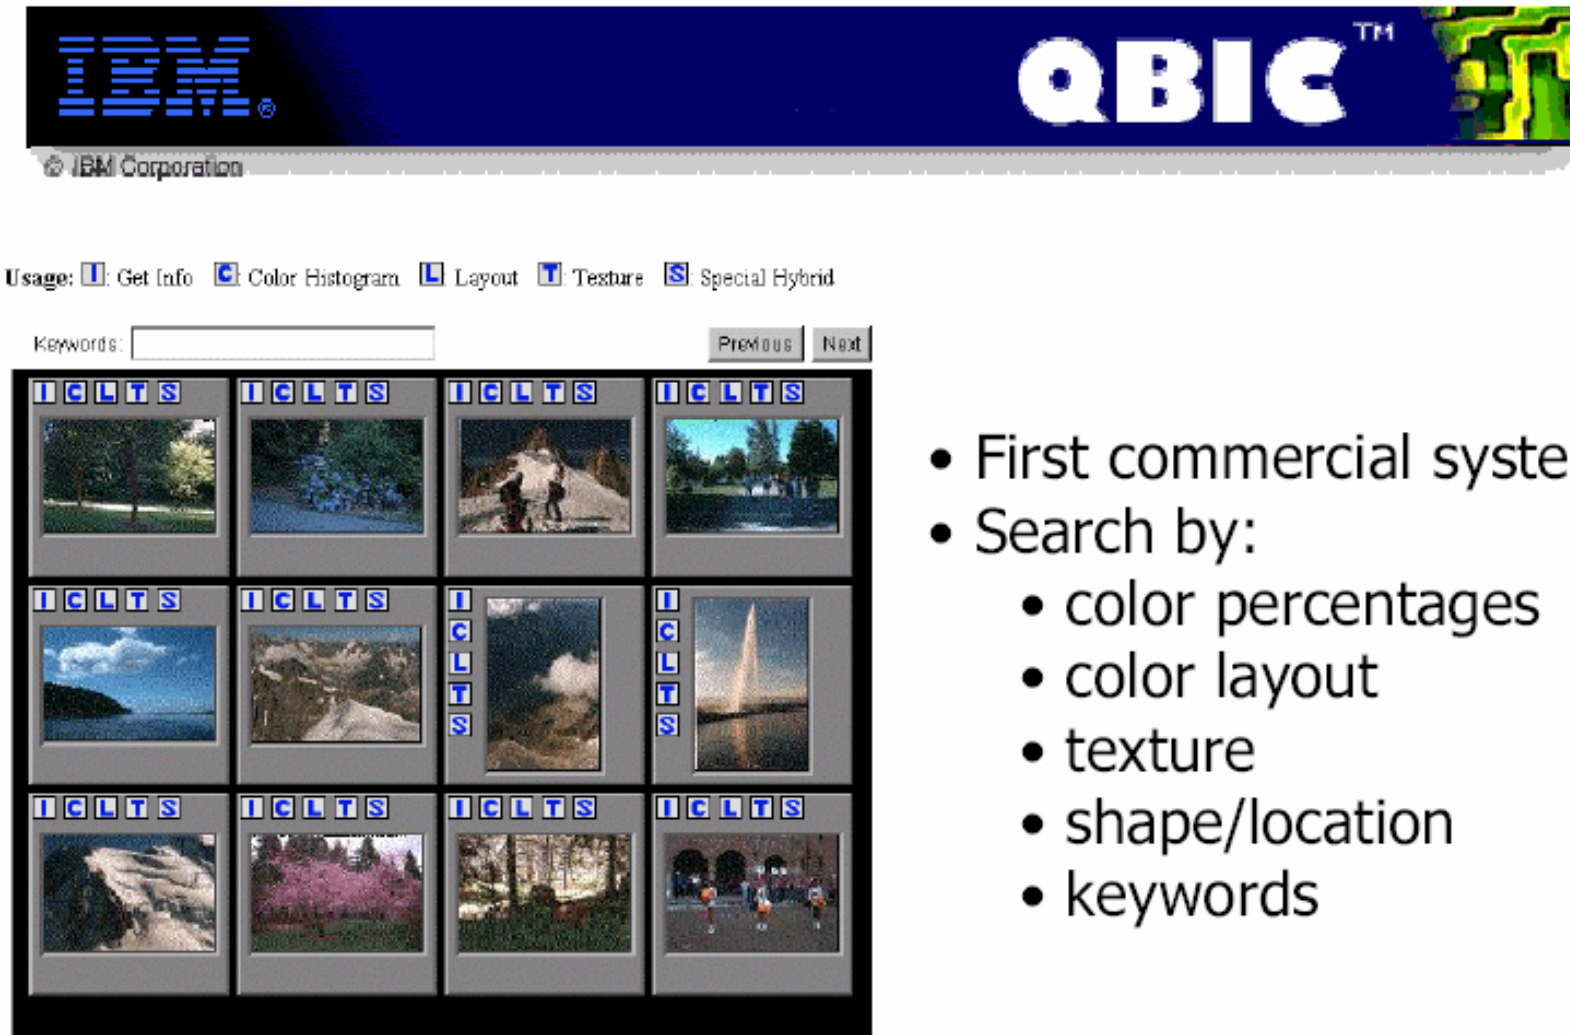 IBM®
QBIC™
© IBM Corporation
Usage: I: Get Info C: Color Histogram L: Layout T: Texture S: Special Hybrid
Keywords:
Previous Next
I C L T S I C L T S I C L T S I C L T S
I C L T S I C L T S
I
C
L
T
S
I
C
L
T
S
I C L T S I C L T S I C L T S I C L T S
• First commercial syste
• Search by:
• color percentages
• color layout
• texture
• shape/location
• keywords